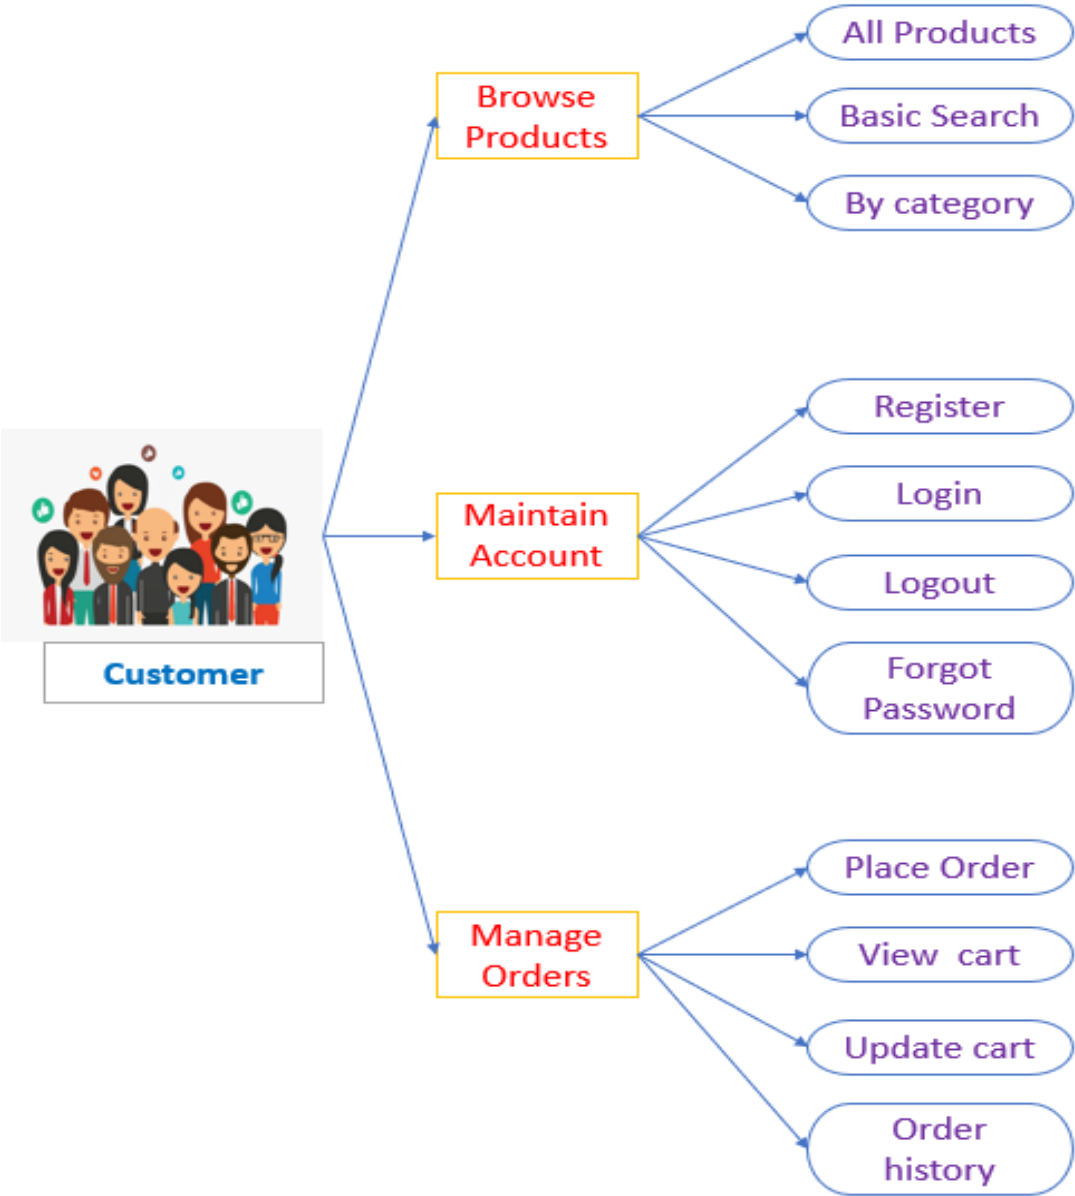 All Products
Browse
Products
Basic Search
By category
Register
Login
Maintain
Account
Logout
Forgot
Password
Customer
Place Order
Manage
Orders
View  cart
Update cart
Order
history